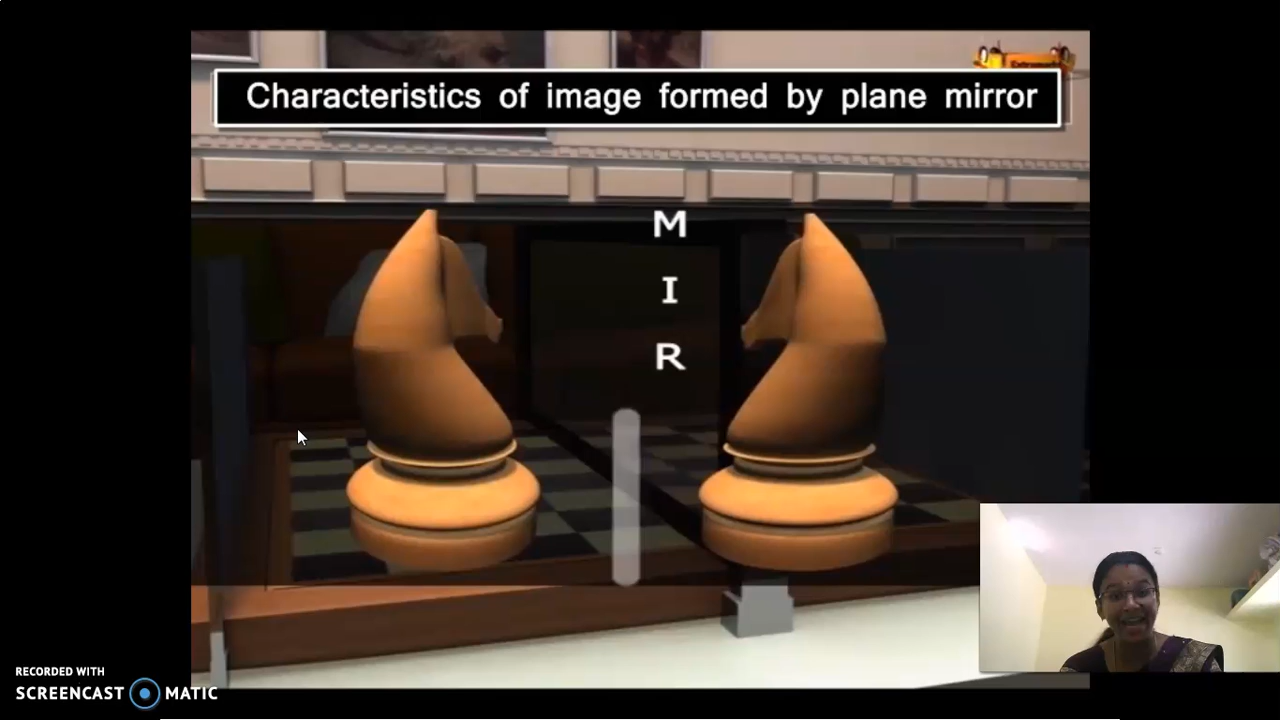 Characteristics of image formed by plane mirror
M
I
R
RECORDED WITH
SCREENCAST MATIC